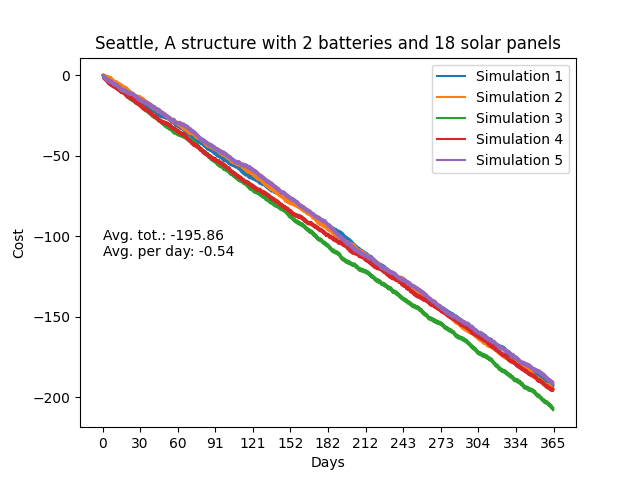 Seattle, A structure with 2 batteries and 18 solar panels
Simulation 1
Simulation 2
Simulation 3
Simulation 4
Simulation 5
Avg. tot.: -195.86
Avg. per day: -0.54
Cost
0
−50
−100
−150
−200
0 30 60 91 121 152 182 212 243 273 304 334 365
Days